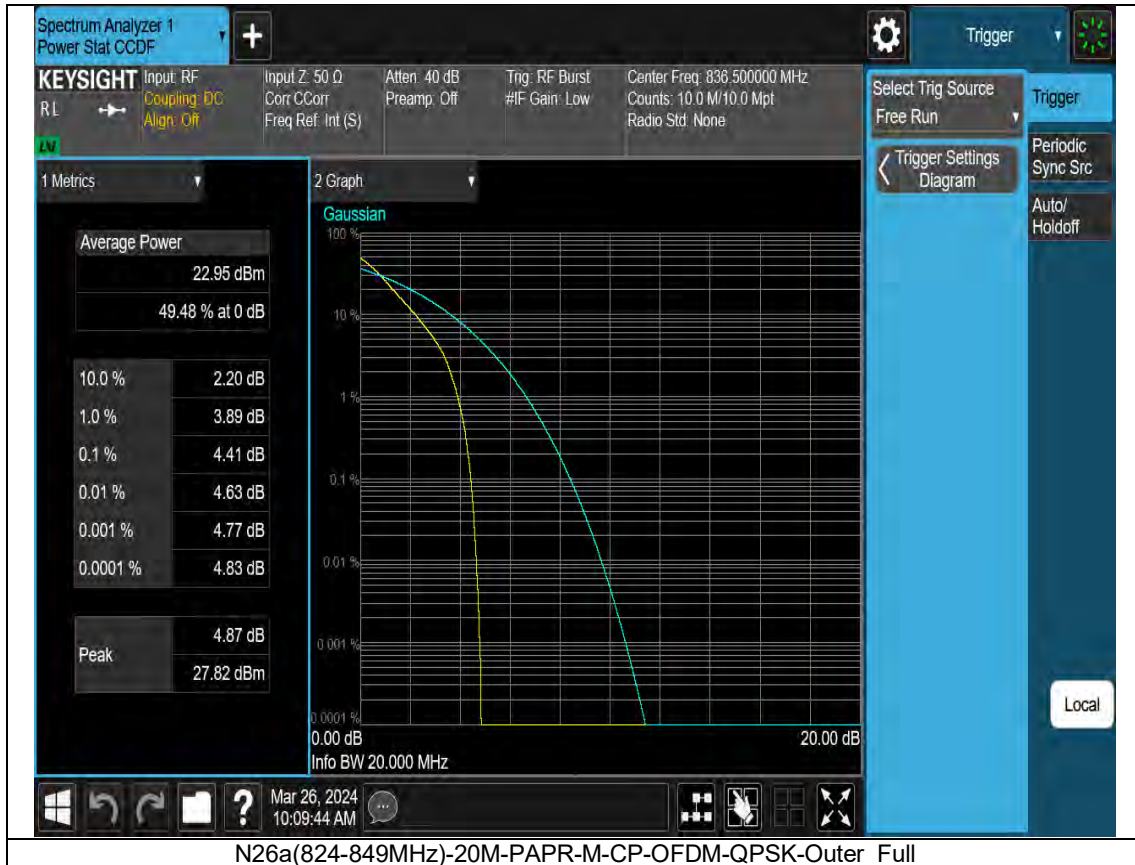 Spectrum Analyzer 1
Power Stat CCDF
Trigger
KEYSIGHT
R L
Input: RF
Coupling: DC
Align: Off
Input Z: 50 Ω
Corr CCorr
Freq Ref: Int (S)
Atten: 40 dB
Preamp: Off
Trig: RF Burst
#IF Gain: Low
Center Freq: 836.500000 MHz
Counts: 10.0 M/10.0 Mpt
Radio Std: None
Select Trig Source
Free Run
Trigger Settings
Diagram
Trigger
Periodic
Sync Src
Auto/
Holdoff
1 Metrics
Average Power
22.95 dBm
49.48 % at 0 dB
10.0 % 2.20 dB
1.0 % 3.89 dB
0.1 % 4.41 dB
0.01 % 4.63 dB
0.001 % 4.77 dB
0.0001 % 4.83 dB
Peak
4.87 dB
27.82 dBm
2 Graph
Gaussian
100 %
10 %
1 %
0.1 %
0.01 %
0.001 %
0.0001 %
0.00 dB 20.00 dB
Info BW 20.000 MHz
Local
?
Mar 26, 2024
10:09:44 AM
N26a(824-849MHz)-20M-PAPR-M-CP-OFDM-QPSK-Outer_Full